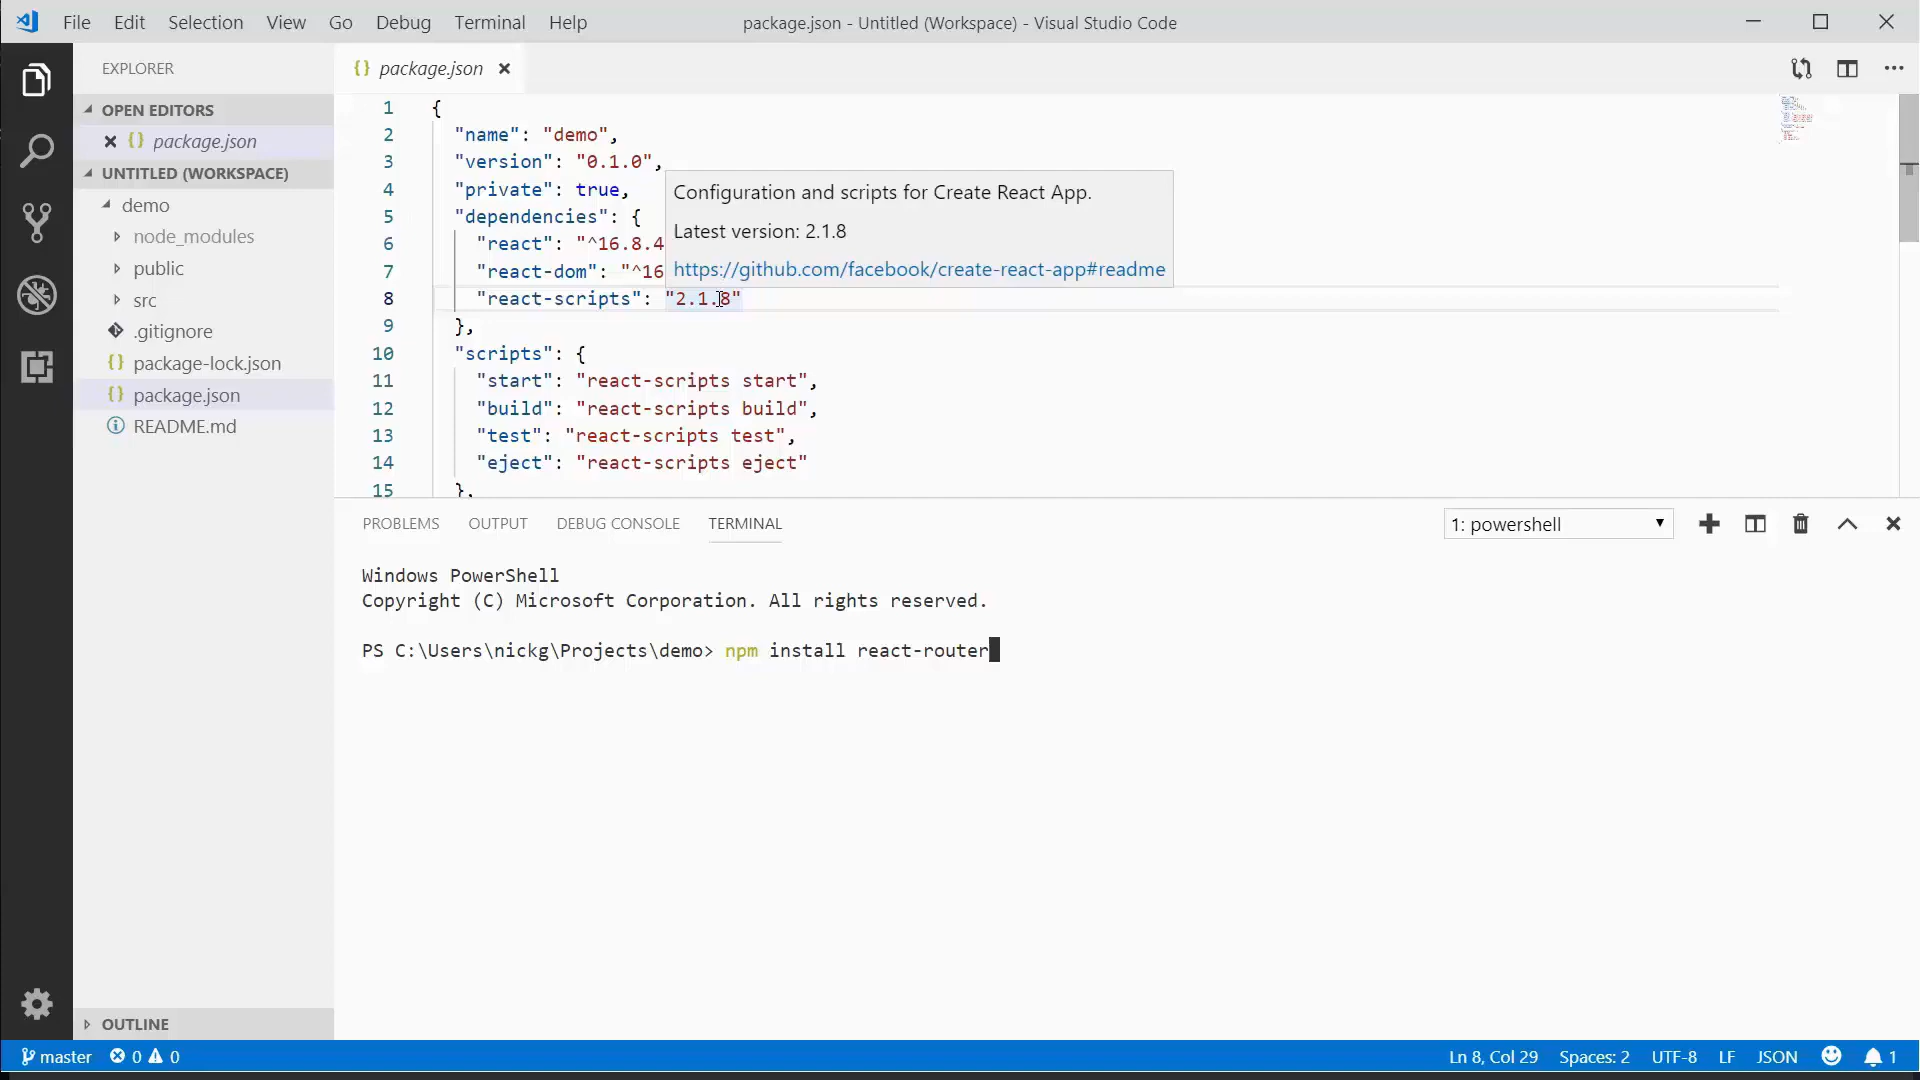 File Edit Selection View Go Debug Terminal Help package.json - Untitled (Workspace) - Visual Studio Code
EXPLORER
OPEN EDITORS
package.json
UNTITLED (WORKSPACE)
demo
node_modules
public
src
.gitignore
package-lock.json
package.json
README.md
OUTLINE
{} package.json
1 {
2 "name": "demo",
3 "version": "0.1.0",
4 "private": true,
5 "dependencies": {
6 "react": "^16.8.4
7 "react-dom": "^16
8 "react-scripts": "2.1.8"
9 },
10 "scripts": {
11 "start": "react-scripts start",
12 "build": "react-scripts build",
13 "test": "react-scripts test",
14 "eject": "react-scripts eject"
15 },
Configuration and scripts for Create React App.
Latest version: 2.1.8
https://github.com/facebook/create-react-app#readme
PROBLEMS OUTPUT DEBUG CONSOLE TERMINAL 1: powershell
Windows PowerShell
Copyright (C) Microsoft Corporation. All rights reserved.
PS C:\Users\nickg\Projects\demo> npm install react-router
master 0 0 Ln 8, Col 29 Spaces: 2 UTF-8 LF JSON 1